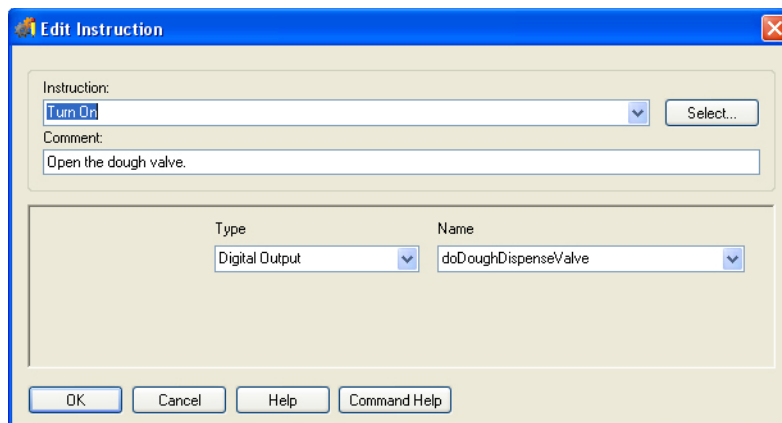 Edit Instruction
Instruction:
Turn On
Select...
Comment:
Open the dough valve.
Type Name
Digital Output doDoughDispenseValve
OK Cancel Help Command Help